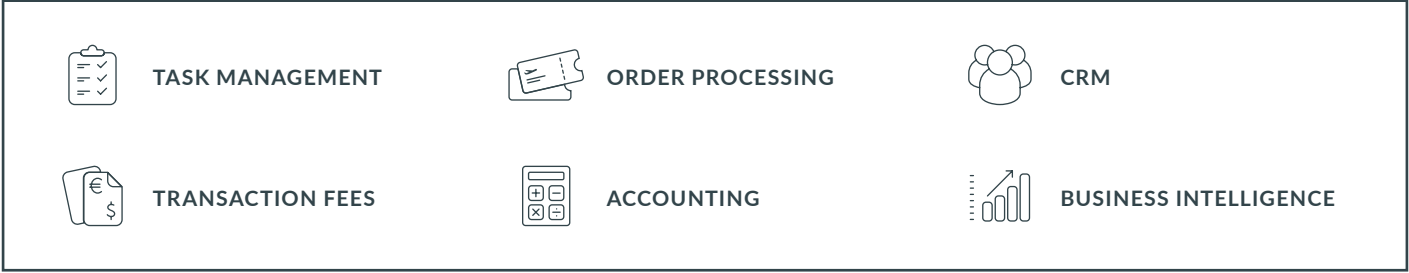 TASK MANAGEMENT
ORDER PROCESSING
CRM
€
$
TRANSACTION FEES
ACCOUNTING
BUSINESS INTELLIGENCE